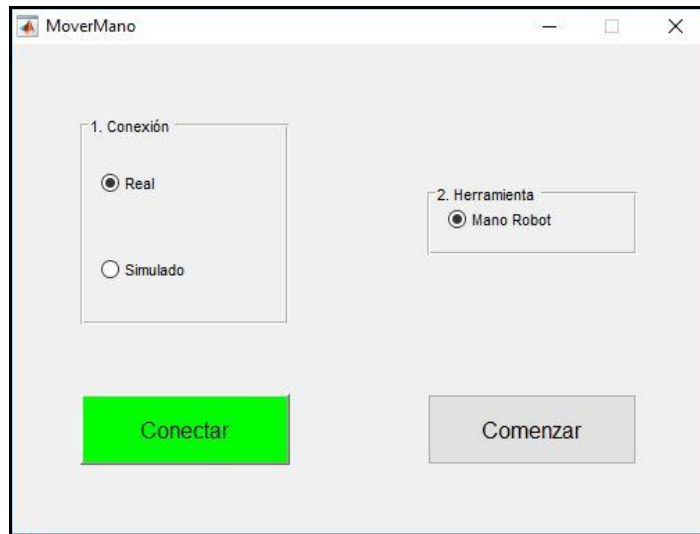 MoverMano
1. Conexión
Real
Simulado
2. Herramienta
Mano Robot
Conectar
Comenzar